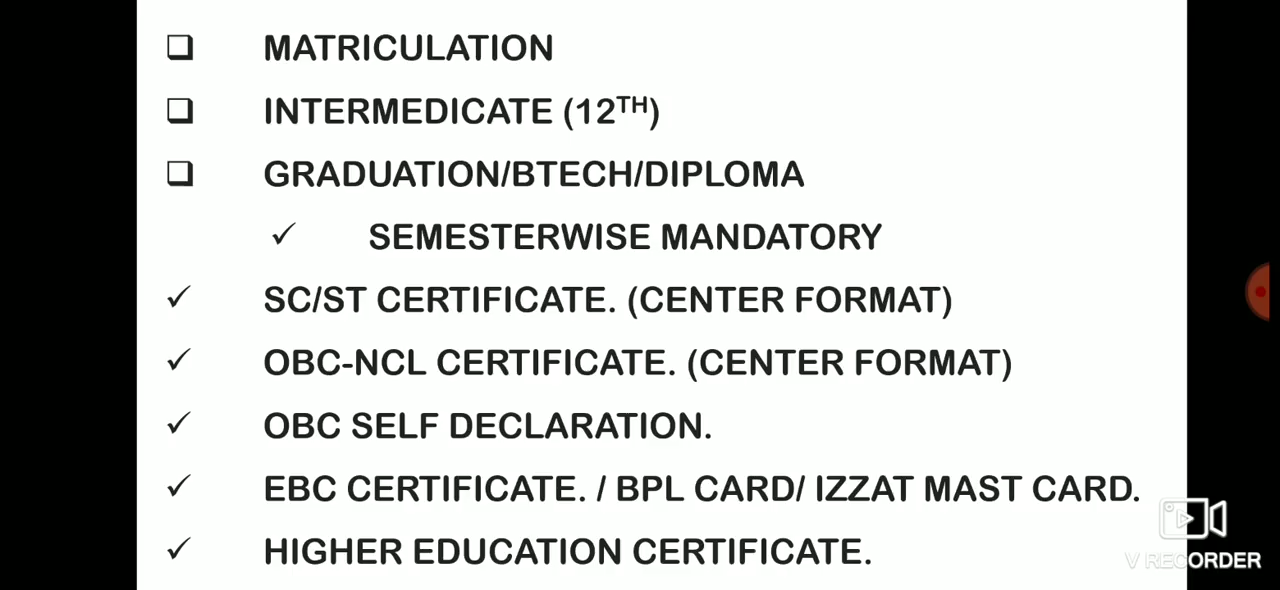 ❑ MATRICULATION
❑ INTERMEDICATE (12TH)
❑ GRADUATION/BTECH/DIPLOMA
✓ SEMESTERWISE MANDATORY
✓ SC/ST CERTIFICATE. (CENTER FORMAT)
✓ OBC-NCL CERTIFICATE. (CENTER FORMAT)
✓ OBC SELF DECLARATION.
✓ EBC CERTIFICATE. / BPL CARD/ IZZAT MAST CARD.
✓ HIGHER EDUCATION CERTIFICATE.
V RECORDER